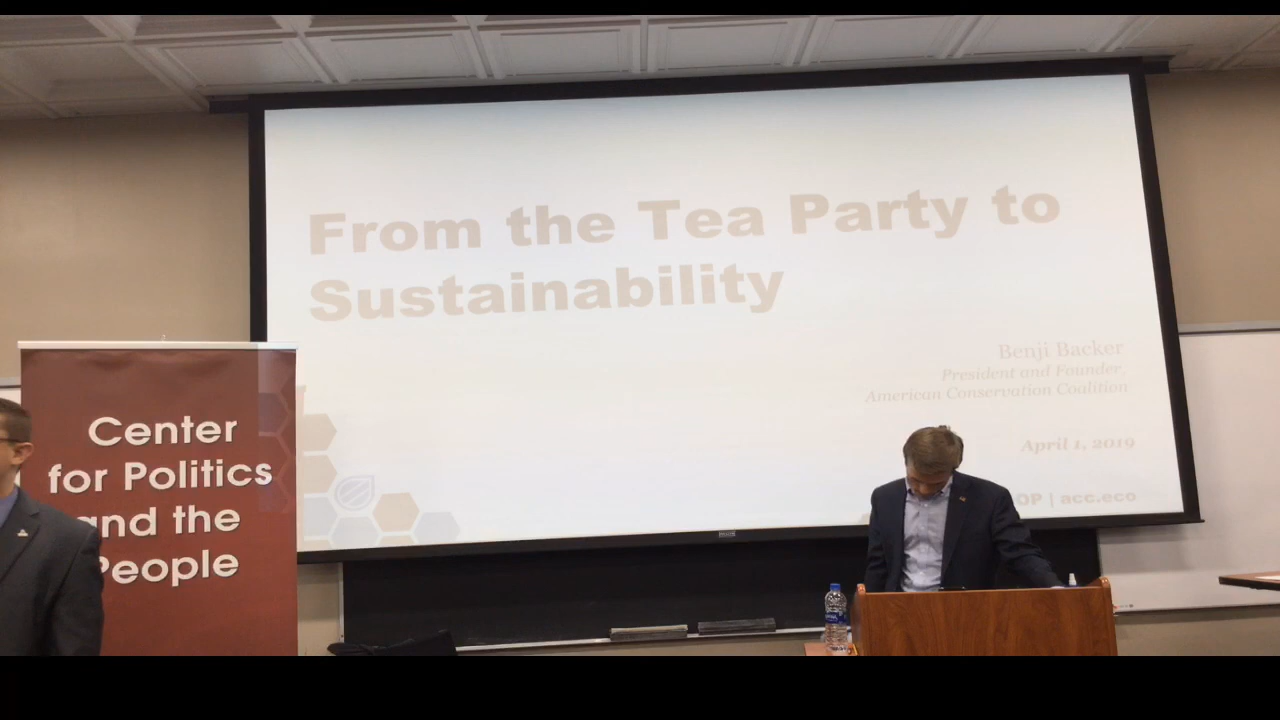 From the Tea Party to
Sustainability
Benji Backer
President and Founder,
American Conservation Coalition
April 1, 2019
OP | acc.eco
Center
for Politics
and the
People